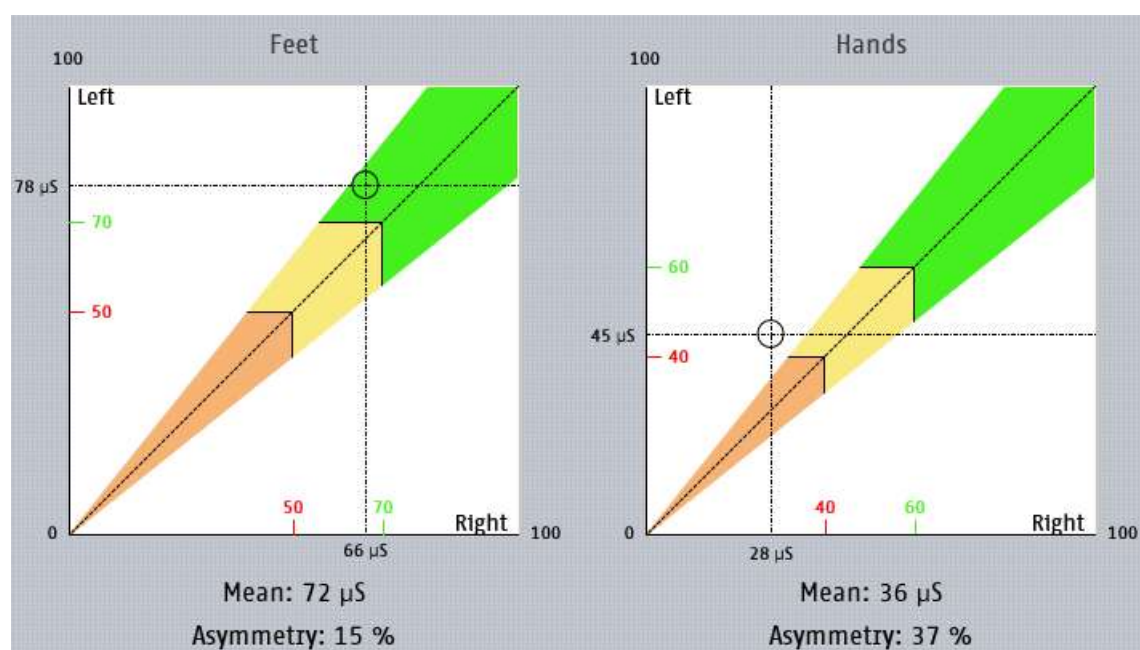 Feet
100
Left
78 µS
70
50
50
70
Right
0
100
66 µS
Mean: 72 µS
Asymmetry: 15 %
Hands
100
Left
60
45 µS
40
40
60
Right
0
100
28 µS
Mean: 36 µS
Asymmetry: 37 %